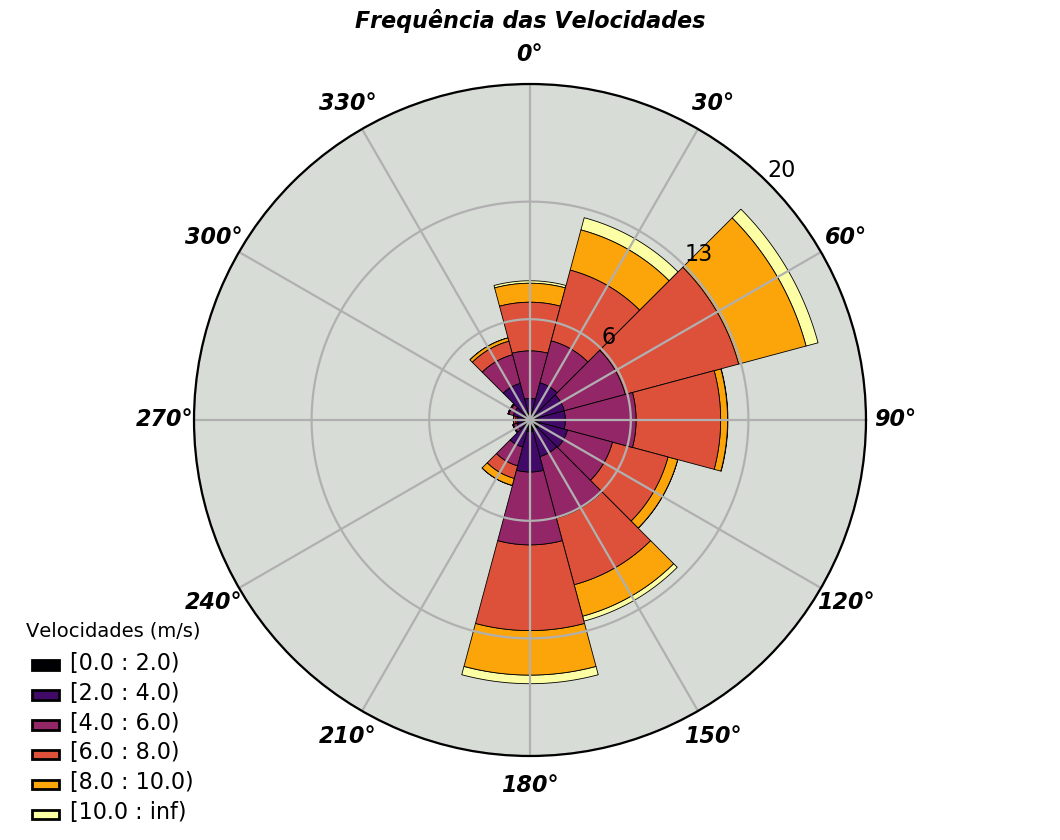 Frequência das Velocidades
0°
330°
30°
20
300°
60°
13
6
270°
90°
240°
120°
210°
150°
180°
Velocidades (m/s)
[0.0 : 2.0)
[2.0 : 4.0)
[4.0 : 6.0)
[6.0 : 8.0)
[8.0 : 10.0)
[10.0 : inf)